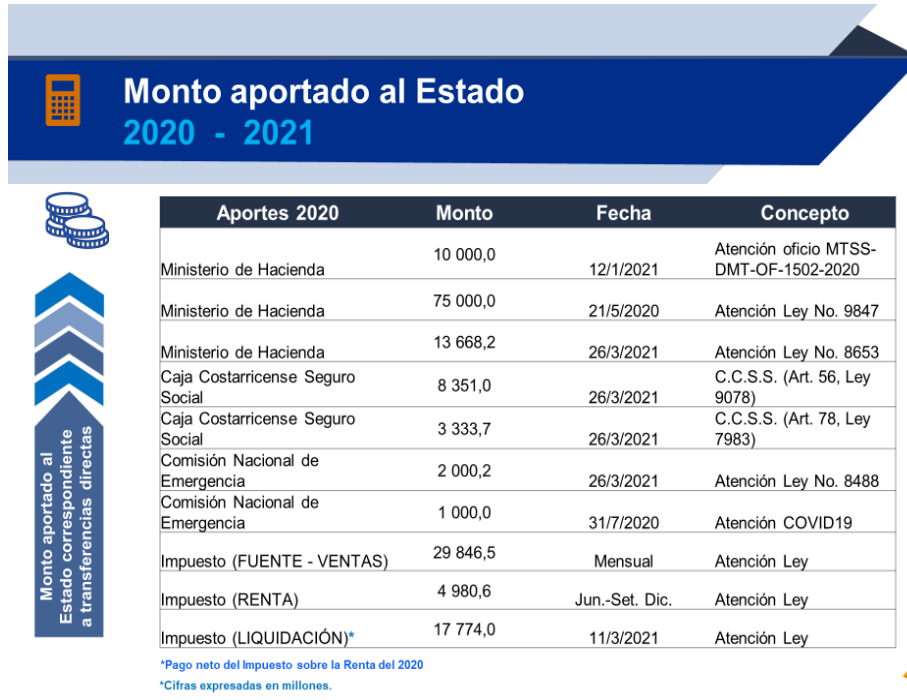 Monto aportado al Estado
2020 - 2021
Aportes 2020 Monto Fecha Concepto
Ministerio de Hacienda 10 000,0 12/1/2021 Atención oficio MTSS-
DMT-OF-1502-2020
Ministerio de Hacienda 75 000,0 21/5/2020 Atención Ley No. 9847
Ministerio de Hacienda 13 668,2 26/3/2021 Atención Ley No. 8653
Caja Costarricense Seguro
Social 8 351,0 26/3/2021 C.C.S.S. (Art. 56, Ley
9078)
Caja Costarricense Seguro
Social 3 333,7 26/3/2021 C.C.S.S. (Art. 78, Ley
7983)
Comisión Nacional de
Emergencia 2 000,2 26/3/2021 Atención Ley No. 8488
Comisión Nacional de
Emergencia 1 000,0 31/7/2020 Atención COVID19
Impuesto (FUENTE - VENTAS) 29 846,5 Mensual Atención Ley
Impuesto (RENTA) 4 980,6 Jun.-Set. Dic. Atención Ley
Impuesto (LIQUIDACIÓN)* 17 774,0 11/3/2021 Atención Ley
Monto aportado al
Estado correspondiente
a transferencias directas
*Pago neto del Impuesto sobre la Renta del 2020
*Cifras expresadas en millones.